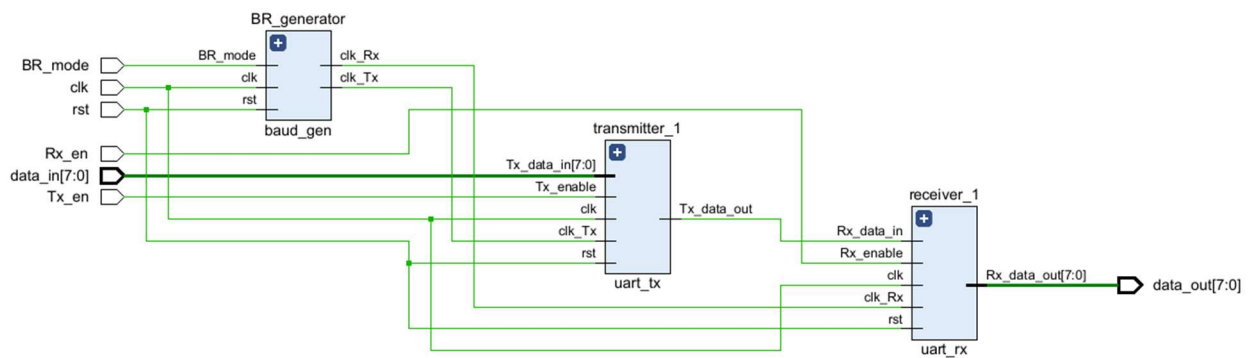 BR_generator
BR_mode
clk
rst
BR_mode
clk
rst
clk_Rx
clk_Tx
baud_gen
Rx_en
data_in[7:0]
Tx_en
transmitter_1
Tx_data_in[7:0]
Tx_enable
clk
clk_Tx
rst
Tx_data_out
uart_tx
receiver_1
Rx_data_in
Rx_enable
clk
clk_Rx
rst
Rx_data_out[7:0]
data_out[7:0]
uart_rx